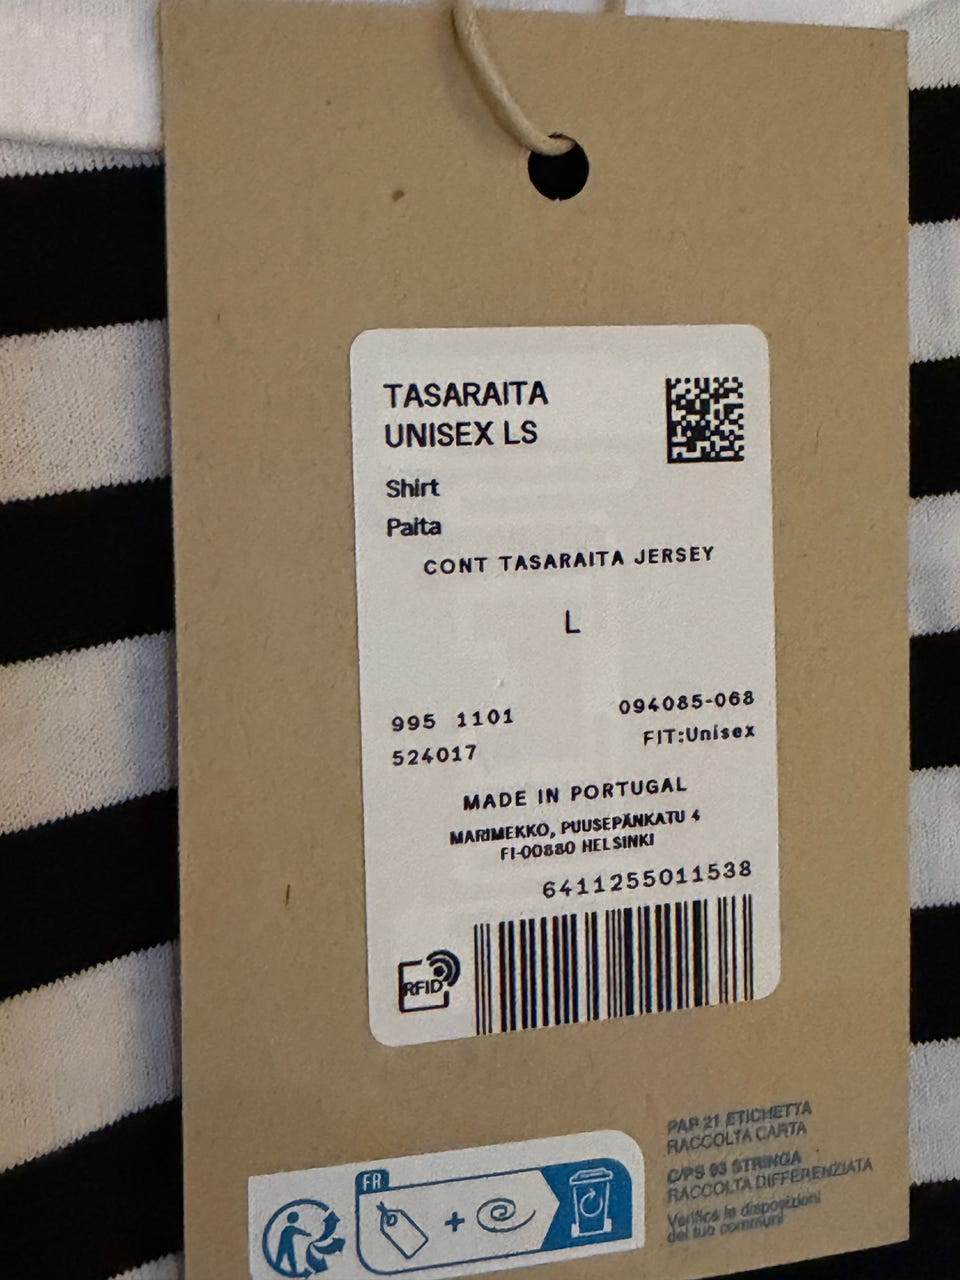 TASARAITA
UNISEX LS
Shirt
Paita
CONT TASARAITA JERSEY
L
995 1101
094085-068
524017
FIT:Unisex
MADE IN PORTUGAL
MARIMEKKO, PUUSEPÄNKATU 4
FI-00880 HELSINKI
6411255011538
RFID
PAP 21 ETICHETTA
RACCOLTA CARTA
C/PS 93 STRINGA
RACCOLTA DIFFERENZIATA
Verifica le disposizioni
del tuo comune
FR